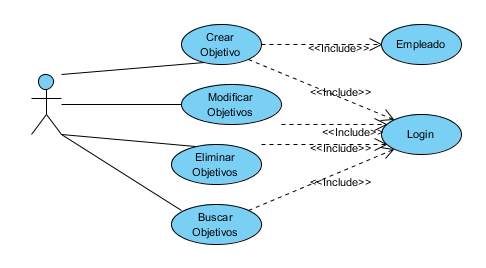 Crear
Objetivo
<<Include>>
Empleado
<<Include>>
Modificar
Objetivos
<<Include>>
Login
<<Include>>
Eliminar
Objetivos
<<Include>>
Buscar
Objetivos